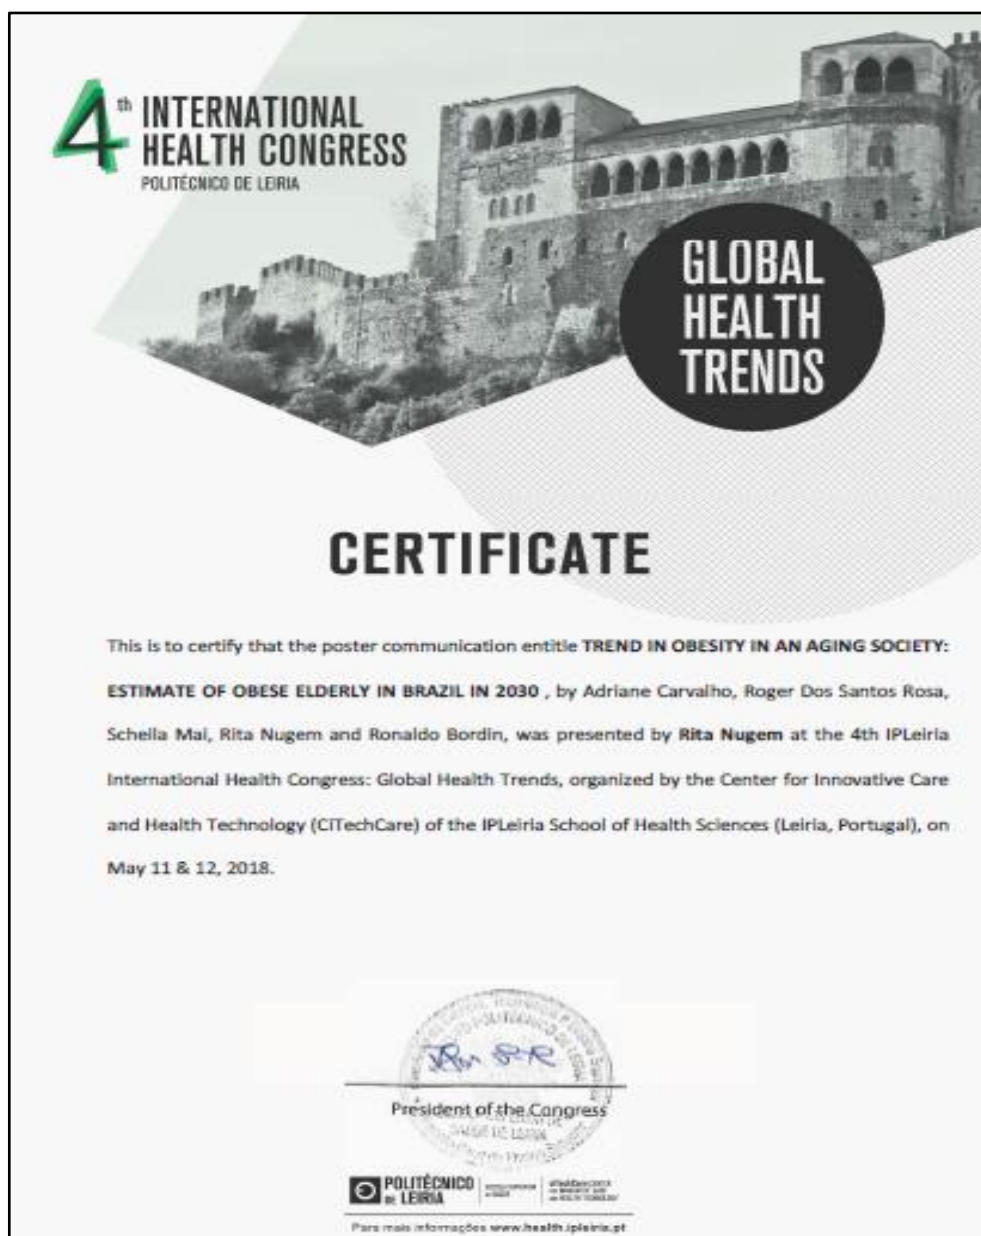 4th INTERNATIONAL
HEALTH CONGRESS
POLITÉCNICO DE LEIRIA
GLOBAL
HEALTH
TRENDS
CERTIFICATE
This is to certify that the poster communication entitle TREND IN OBESITY IN AN AGING SOCIETY:
ESTIMATE OF OBESE ELDERLY IN BRAZIL IN 2030 , by Adriane Carvalho, Roger Dos Santos Rosa,
Scheila Mai, Rita Nugem and Ronaldo Bordin, was presented by Rita Nugem at the 4th IPLeiria
International Health Congress: Global Health Trends, organized by the Center for Innovative Care
and Health Technology (CiTechCare) of the IPLeiria School of Health Sciences (Leiria, Portugal), on
May 11 & 12, 2018.
President of the Congress
POLITÉCNICO
DE LEIRIA
Para mais informações www.health.ipleiria.pt